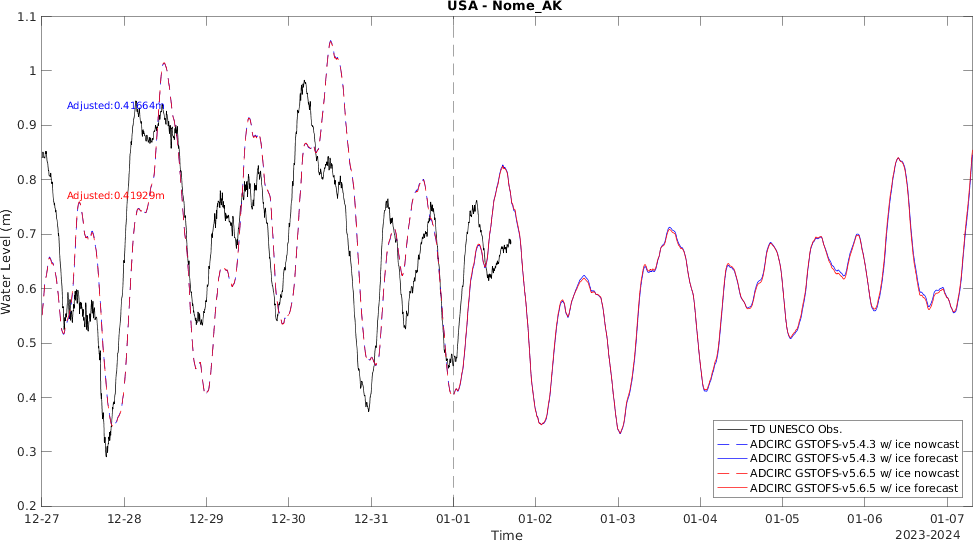 USA - Nome_AK
1.1
1
0.9
0.8
0.7
0.6
0.5
0.4
0.3
0.2
Water Level (m)
Adjusted:0.41664m
Adjusted:0.41929m
TD UNESCO Obs.
ADCIRC GSTOFS-v5.4.3 w/ ice nowcast
ADCIRC GSTOFS-v5.4.3 w/ ice forecast
ADCIRC GSTOFS-v5.6.5 w/ ice nowcast
ADCIRC GSTOFS-v5.6.5 w/ ice forecast
12-27 12-28 12-29 12-30 12-31 01-01 01-02 01-03 01-04 01-05 01-06 01-07
Time
2023-2024